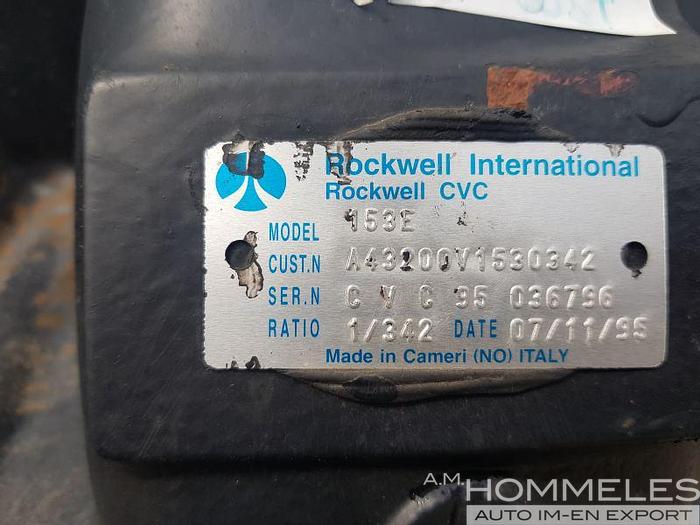 Rockwell International
Rockwell CVC
MODEL 153E
CUST.N A43200V1530342
SER.N C V C 95 036796
RATIO 1/342 DATE 07/11/95
Made in Cameri (NO) ITALY
A.M.
HOMMELES
AUTO IM-EN EXPORT